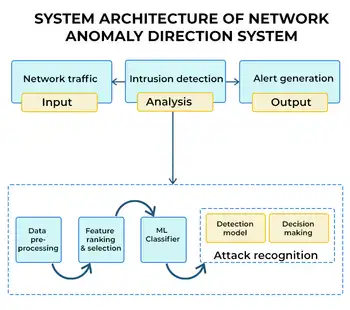 SYSTEM ARCHITECTURE OF NETWORK
ANOMALY DIRECTION SYSTEM
Network traffic
Input
Intrusion detection
Analysis
Alert generation
Output
Data
pre-
processing
Feature
ranking
& selection
ML
Classifier
Detection
model
Decision
making
Attack recognition